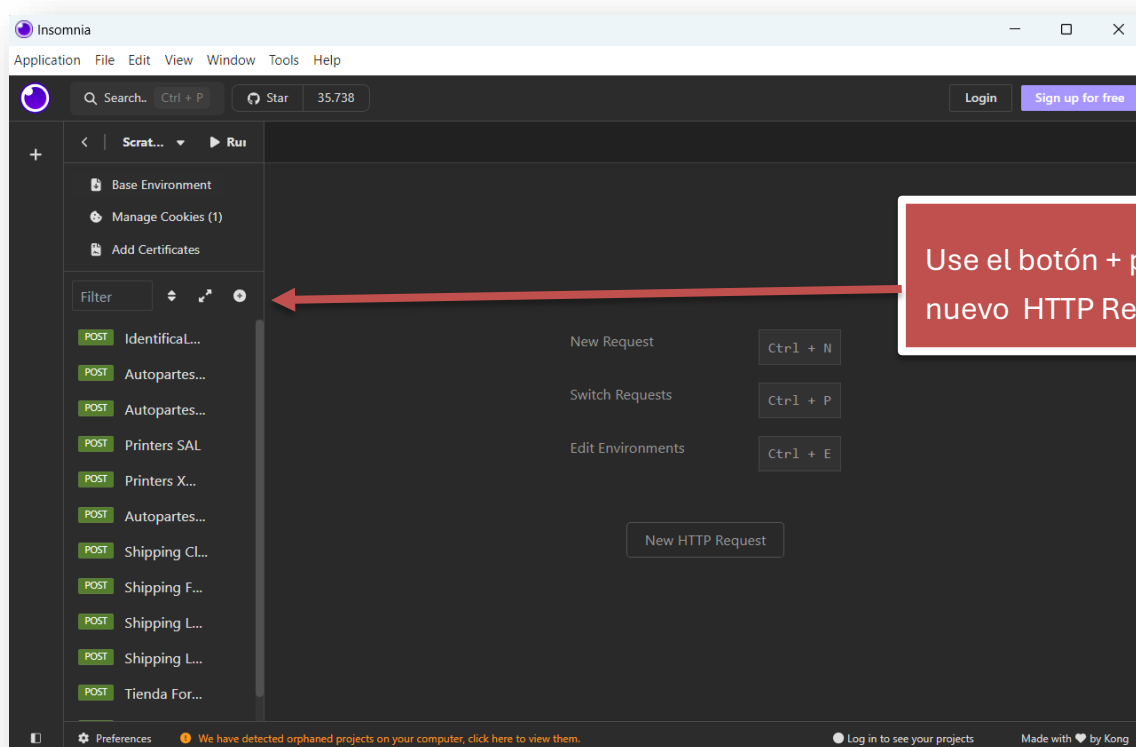 Insomnia
Application File Edit View Window Tools Help
Search.. Ctrl + P Star 35.738 Login Sign up for free
Scrat... Run
Base Environment
Manage Cookies (1)
Add Certificates
Use el botón +
nuevo HTTP
Filter
POST IdentificaL...
New Request Ctrl + N
POST Autopartes...
Switch Requests Ctrl + P
POST Autopartes...
POST Printers SAL
Edit Environments Ctrl + E
POST Printers X...
POST Autopartes...
New HTTP Request
POST Shipping Cl...
POST Shipping F...
POST Shipping L...
POST Shipping L...
POST Tienda For...
Preferences We have detected orphaned projects on your computer, click here to view them. Log in to see your projects Made with ♥ by Kong